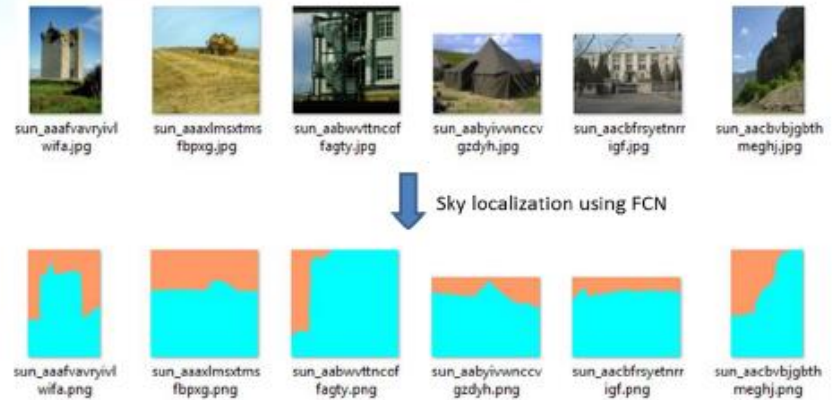 sun_aaafvavryivl
wifa.jpg
sun_aaaxlmsxtms
fbpxg.jpg
sun_aabwvttncof
fagty.jpg
sun_aabyivwnccv
gzdyh.jpg
sun_aacbfrsyetnrr
igf.jpg
sun_aacbvbjgbth
meghj.jpg
Sky localization using FCN
sun_aaafvavryivl
wifa.png
sun_aaaxlmsxtms
fbpxg.png
sun_aabwvttncof
fagty.png
sun_aabyivwnccv
gzdyh.png
sun_aacbfrsyetnrr
igf.png
sun_aacbvbjgbth
meghj.png